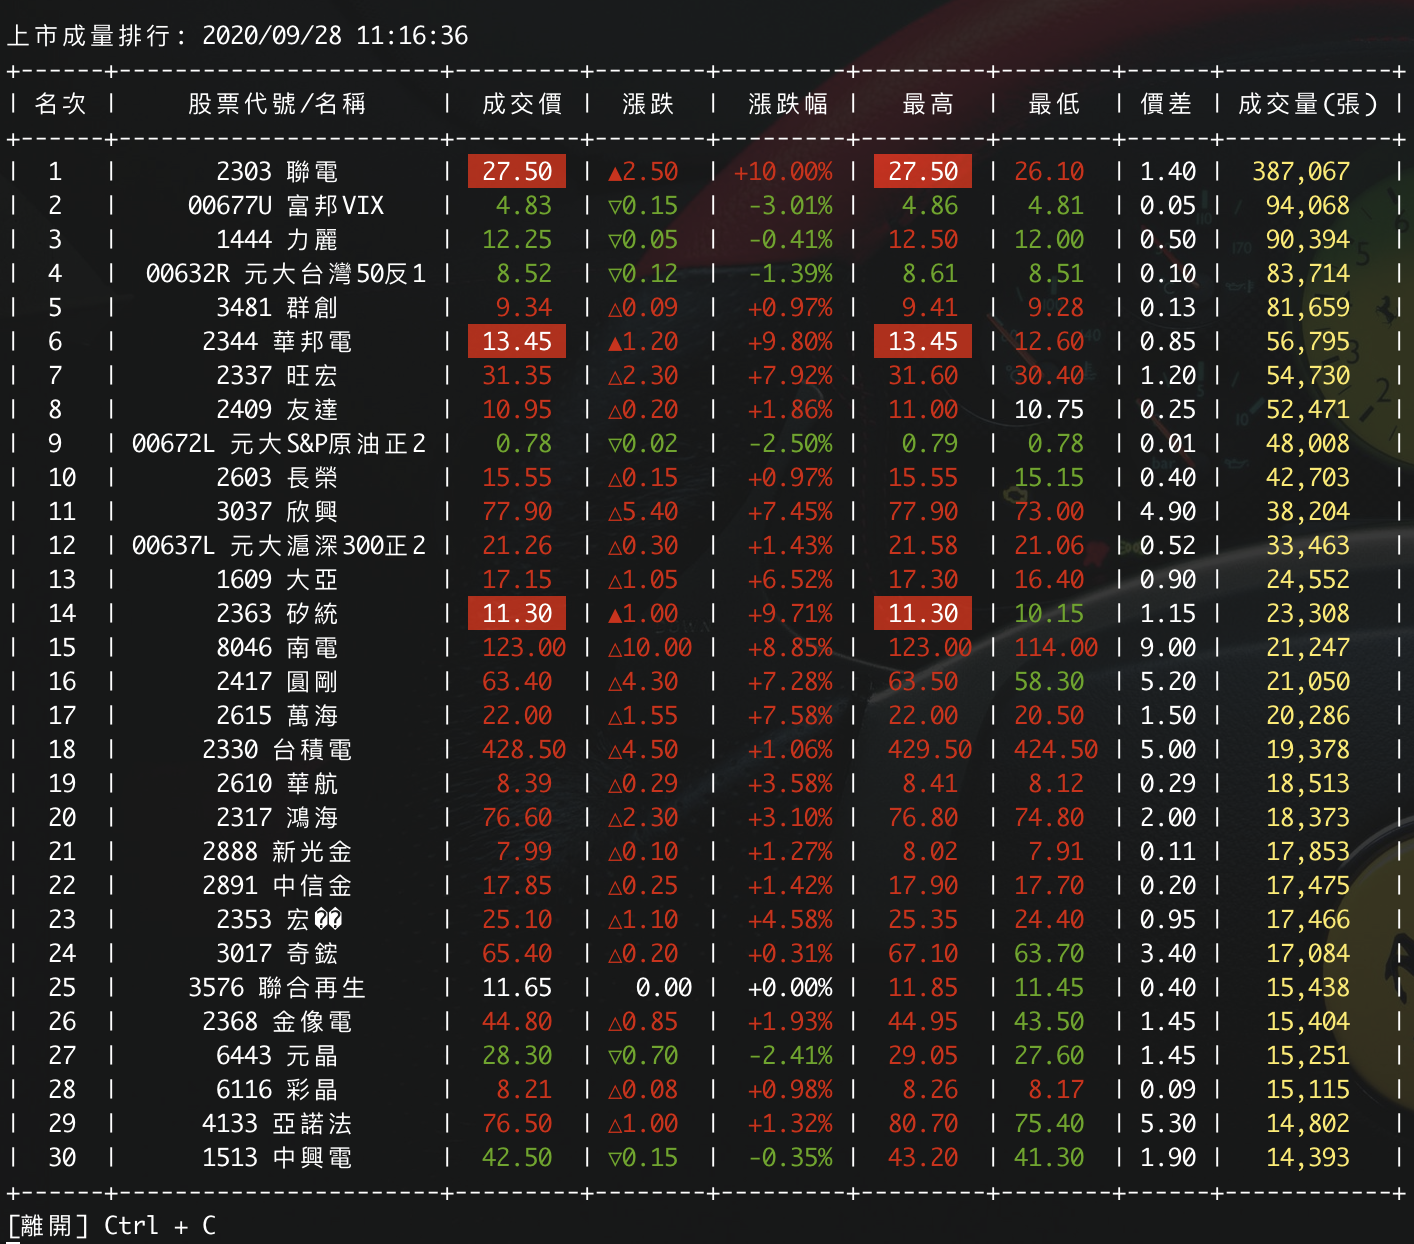 上市成量排行: 2020/09/28 11:16:36
+------+-----------------------+---------+--------+---------+---------+--------+------+------------+
| 名次 | 股票代號/名稱 | 成交價 | 漲跌 | 漲跌幅 | 最高 | 最低 | 價差 | 成交量(張) |
+------+-----------------------+---------+--------+---------+---------+--------+------+------------+
| 1 | 2303 聯電 | 27.50 | ▲2.50 | +10.00% | 27.50 | 26.10 | 1.40 | 387,067 |
| 2 | 00677U 富邦VIX | 4.83 | ▽0.15 | -3.01% | 4.86 | 4.81 | 0.05 | 94,068 |
| 3 | 1444 力麗 | 12.25 | ▽0.05 | -0.41% | 12.50 | 12.00 | 0.50 | 90,394 |
| 4 | 00632R 元大台灣50反1 | 8.52 | ▽0.12 | -1.39% | 8.61 | 8.51 | 0.10 | 83,714 |
| 5 | 3481 群創 | 9.34 | △0.09 | +0.97% | 9.41 | 9.28 | 0.13 | 81,659 |
| 6 | 2344 華邦電 | 13.45 | ▲1.20 | +9.80% | 13.45 | 12.60 | 0.85 | 56,795 |
| 7 | 2337 旺宏 | 31.35 | △2.30 | +7.92% | 31.60 | 30.40 | 1.20 | 54,730 |
| 8 | 2409 友達 | 10.95 | △0.20 | +1.86% | 11.00 | 10.75 | 0.25 | 52,471 |
| 9 | 00672L 元大S&P原油正2 | 0.78 | ▽0.02 | -2.50% | 0.79 | 0.78 | 0.01 | 48,008 |
| 10 | 2603 長榮 | 15.55 | △0.15 | +0.97% | 15.55 | 15.15 | 0.40 | 42,703 |
| 11 | 3037 欣興 | 77.90 | △5.40 | +7.45% | 77.90 | 73.00 | 4.90 | 38,204 |
| 12 | 00637L 元大滬深300正2 | 21.26 | △0.30 | +1.43% | 21.58 | 21.06 | 0.52 | 33,463 |
| 13 | 1609 大亞 | 17.15 | △1.05 | +6.52% | 17.30 | 16.40 | 0.90 | 24,552 |
| 14 | 2363 矽統 | 11.30 | ▲1.00 | +9.71% | 11.30 | 10.15 | 1.15 | 23,308 |
| 15 | 8046 南電 | 123.00 | △10.00 | +8.85% | 123.00 | 114.00 | 9.00 | 21,247 |
| 16 | 2417 圓剛 | 63.40 | △4.30 | +7.28% | 63.50 | 58.30 | 5.20 | 21,050 |
| 17 | 2615 萬海 | 22.00 | △1.55 | +7.58% | 22.00 | 20.50 | 1.50 | 20,286 |
| 18 | 2330 台積電 | 428.50 | △4.50 | +1.06% | 429.50 | 424.50 | 5.00 | 19,378 |
| 19 | 2610 華航 | 8.39 | △0.29 | +3.58% | 8.41 | 8.12 | 0.29 | 18,513 |
| 20 | 2317 鴻海 | 76.60 | △2.30 | +3.10% | 76.80 | 74.80 | 2.00 | 18,373 |
| 21 | 2888 新光金 | 7.99 | △0.10 | +1.27% | 8.02 | 7.91 | 0.11 | 17,853 |
| 22 | 2891 中信金 | 17.85 | △0.25 | +1.42% | 17.90 | 17.70 | 0.20 | 17,475 |
| 23 | 2353 宏�� | 25.10 | △1.10 | +4.58% | 25.35 | 24.40 | 0.95 | 17,466 |
| 24 | 3017 奇鋐 | 65.40 | △0.20 | +0.31% | 67.10 | 63.70 | 3.40 | 17,084 |
| 25 | 3576 聯合再生 | 11.65 | 0.00 | +0.00% | 11.85 | 11.45 | 0.40 | 15,438 |
| 26 | 2368 金像電 | 44.80 | △0.85 | +1.93% | 44.95 | 43.50 | 1.45 | 15,404 |
| 27 | 6443 元晶 | 28.30 | ▽0.70 | -2.41% | 29.05 | 27.60 | 1.45 | 15,251 |
| 28 | 6116 彩晶 | 8.21 | △0.08 | +0.98% | 8.26 | 8.17 | 0.09 | 15,115 |
| 29 | 4133 亞諾法 | 76.50 | △1.00 | +1.32% | 80.70 | 75.40 | 5.30 | 14,802 |
| 30 | 1513 中興電 | 42.50 | ▽0.15 | -0.35% | 43.20 | 41.30 | 1.90 | 14,393 |
+------+-----------------------+---------+--------+---------+---------+--------+------+------------+
[離開] Ctrl + C